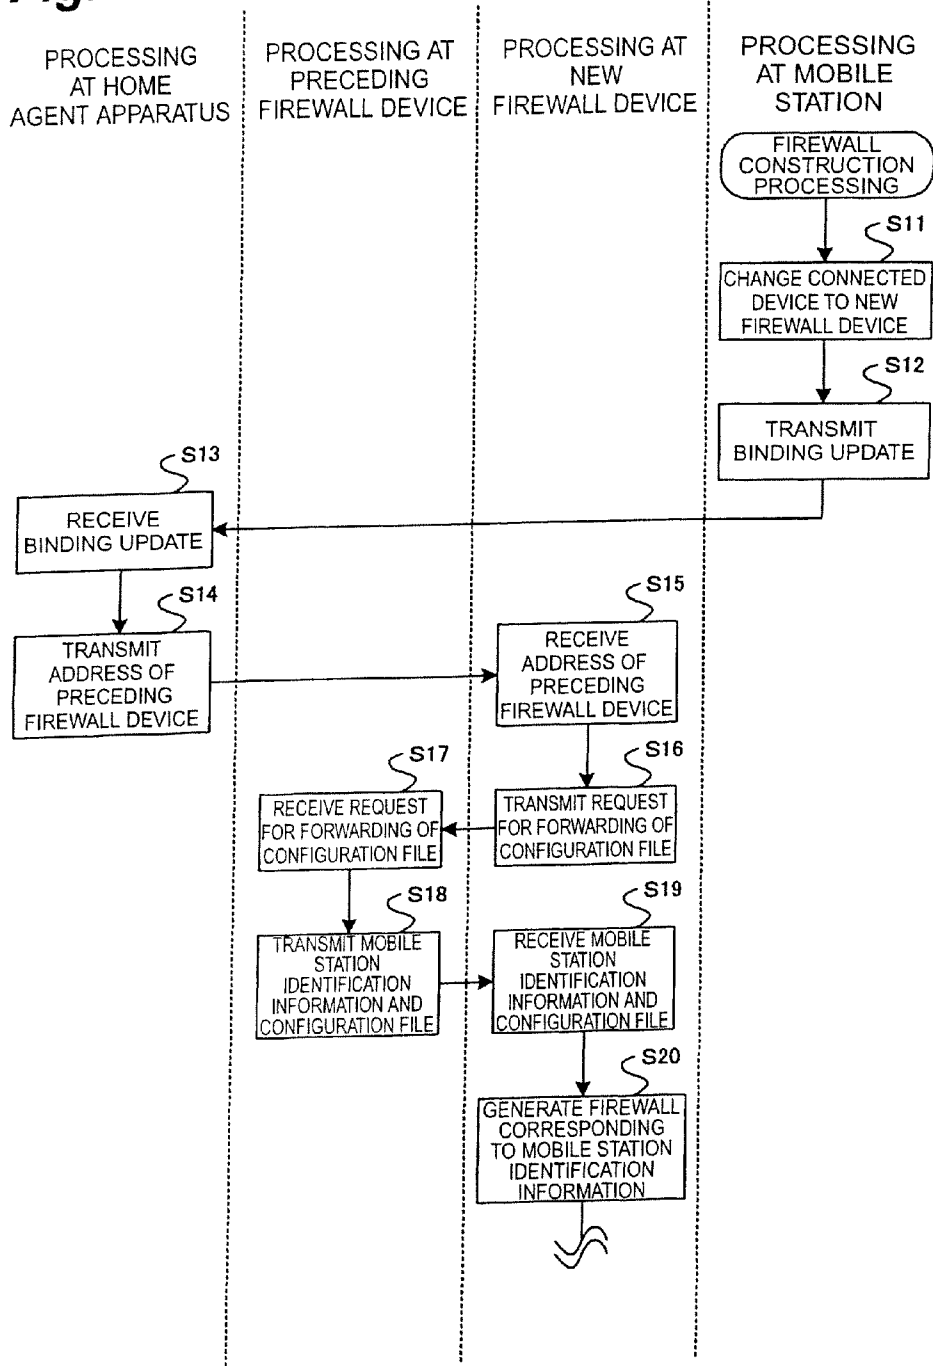 PROCESSING
AT HOME
AGENT APPARATUS
PROCESSING AT
PRECEDING
FIREWALL DEVICE
PROCESSING AT
NEW
FIREWALL DEVICE
PROCESSING
AT MOBILE
STATION
FIREWALL
CONSTRUCTION
PROCESSING
S11
CHANGE CONNECTED
DEVICE TO NEW
FIREWALL DEVICE
S12
TRANSMIT
BINDING UPDATE
S13
RECEIVE
BINDING UPDATE
S14
TRANSMIT
ADDRESS OF
PRECEDING
FIREWALL DEVICE
S15
RECEIVE
ADDRESS OF
PRECEDING
FIREWALL DEVICE
S16
TRANSMIT REQUEST
FOR FORWARDING OF
CONFIGURATION FILE
S17
RECEIVE REQUEST
FOR FORWARDING OF
CONFIGURATION FILE
S18
TRANSMIT MOBILE
STATION
IDENTIFICATION
INFORMATION AND
CONFIGURATION FILE
S19
RECEIVE MOBILE
STATION
IDENTIFICATION
INFORMATION AND
CONFIGURATION FILE
S20
GENERATE FIREWALL
CORRESPONDING
TO MOBILE STATION
IDENTIFICATION
INFORMATION